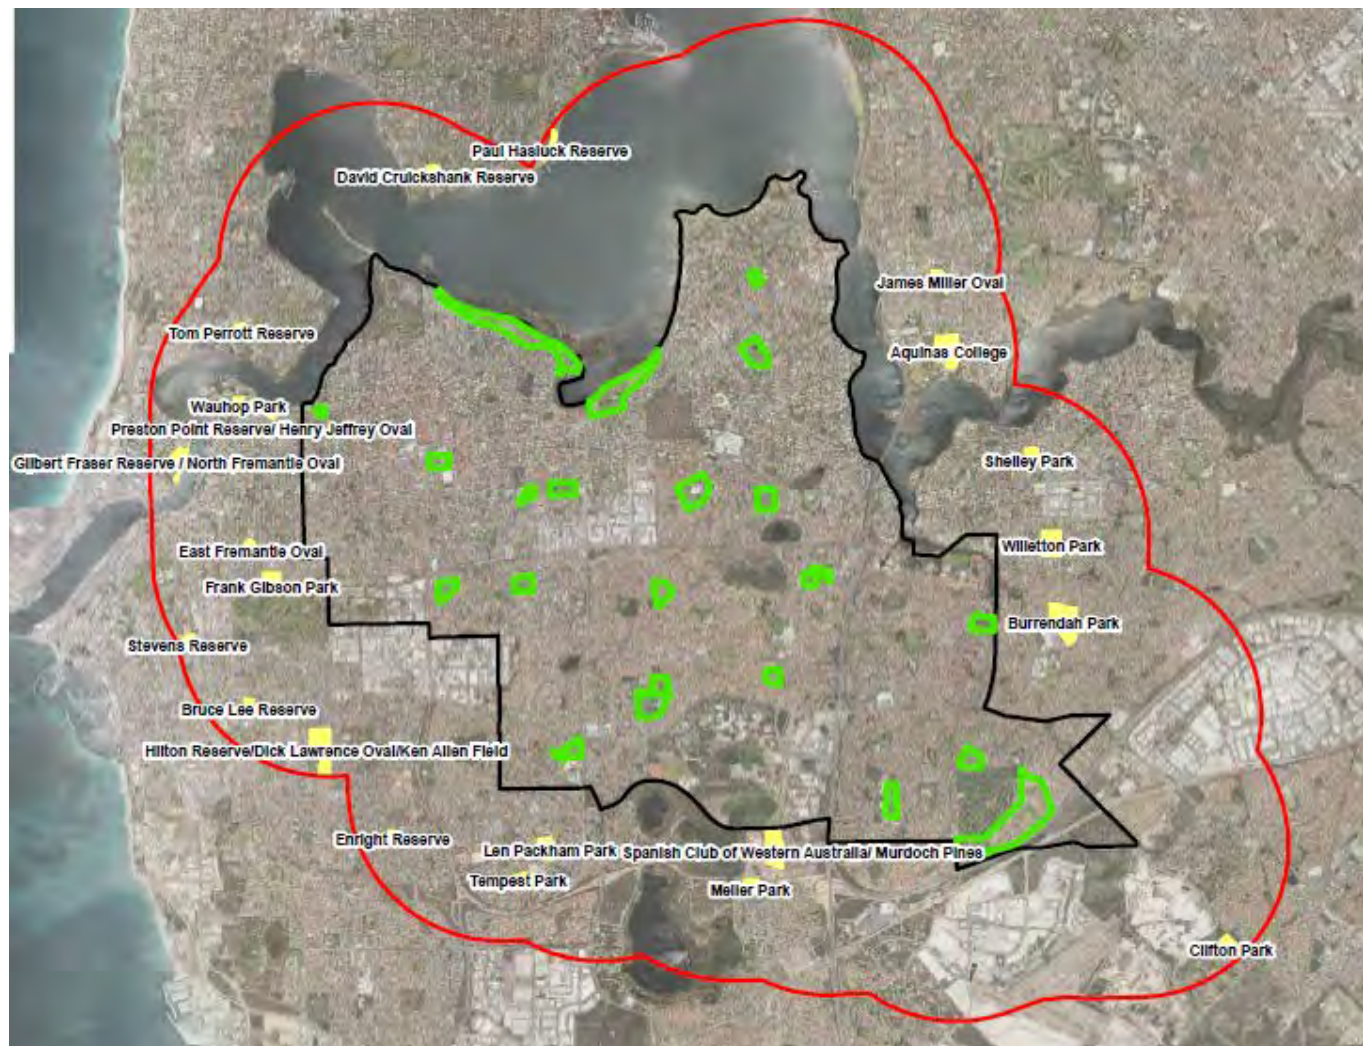 Paul Hasluck Reserve
David Cruickshank Reserve
James Miller Oval
Tom Perrott Reserve
Aquinas College
Wauhop Park
Preston Point Reserve/ Henry Jeffrey Oval
Gilbert Fraser Reserve / North Fremantle Oval
Shelley Park
East Fremantle Oval
Willetton Park
Frank Gibson Park
Burrendah Park
Stevens Reserve
Bruce Lee Reserve
Hilton Reserve/Dick Lawrence Oval/Ken Allen Field
Enright Reserve
Len Packham Park
Spanish Club of Western Australia/ Murdoch Pines
Tempest Park
Meller Park
Clifton Park